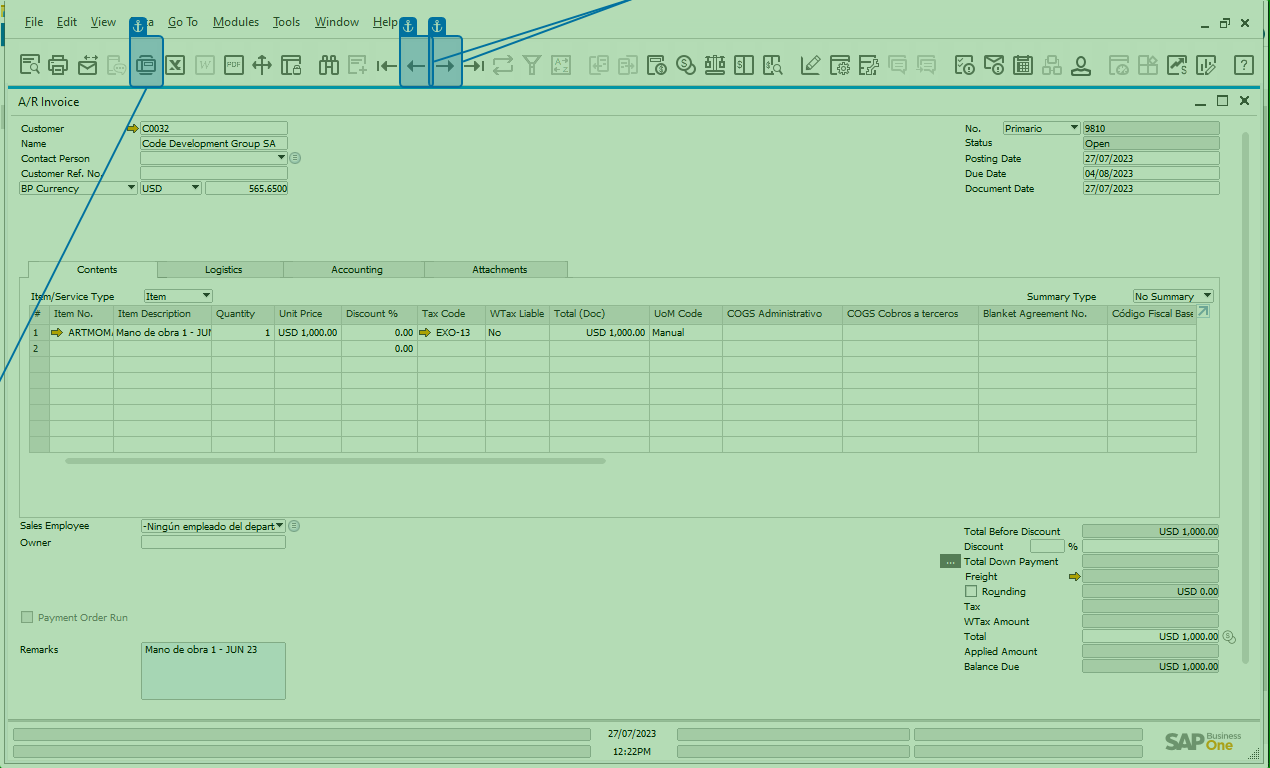 File Edit View Go To Modules Tools Window Help
A/R Invoice
Customer C0032
Name Code Development Group SA
Contact Person
Customer Ref. No.
BP Currency USD 565.6500
No. Primario 9810
Status Open
Posting Date 27/07/2023
Due Date 04/08/2023
Document Date 27/07/2023
Contents Logistics Accounting Attachments
Item/Service Type Item Summary Type No Summary
# Item No. Item Description Quantity Unit Price Discount % Tax Code WTax Liable Total (Doc) UoM Code COGS Administrativo COGS Cobros a terceros Blanket Agreement No. Código Fiscal Base
1 ARTMOM Mano de obra 1 - JUN 1 USD 1,000.00 0.00 EXO-13 No USD 1,000.00 Manual
2 0.00
Sales Employee -Ningún empleado del depart
Owner
Total Before Discount USD 1,000.00
Discount %
... Total Down Payment
Freight
Rounding USD 0.00
Tax
WTax Amount
Total USD 1,000.00
Applied Amount
Balance Due USD 1,000.00
Payment Order Run
Remarks Mano de obra 1 - JUN 23
27/07/2023
12:22PM
SAP Business One